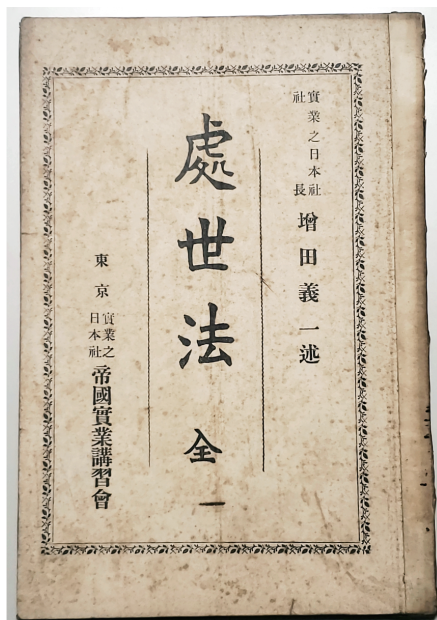 實業之日本社
社長
增田義一述
處世法 全一
東京
實業之
日本社
帝國實業講習會